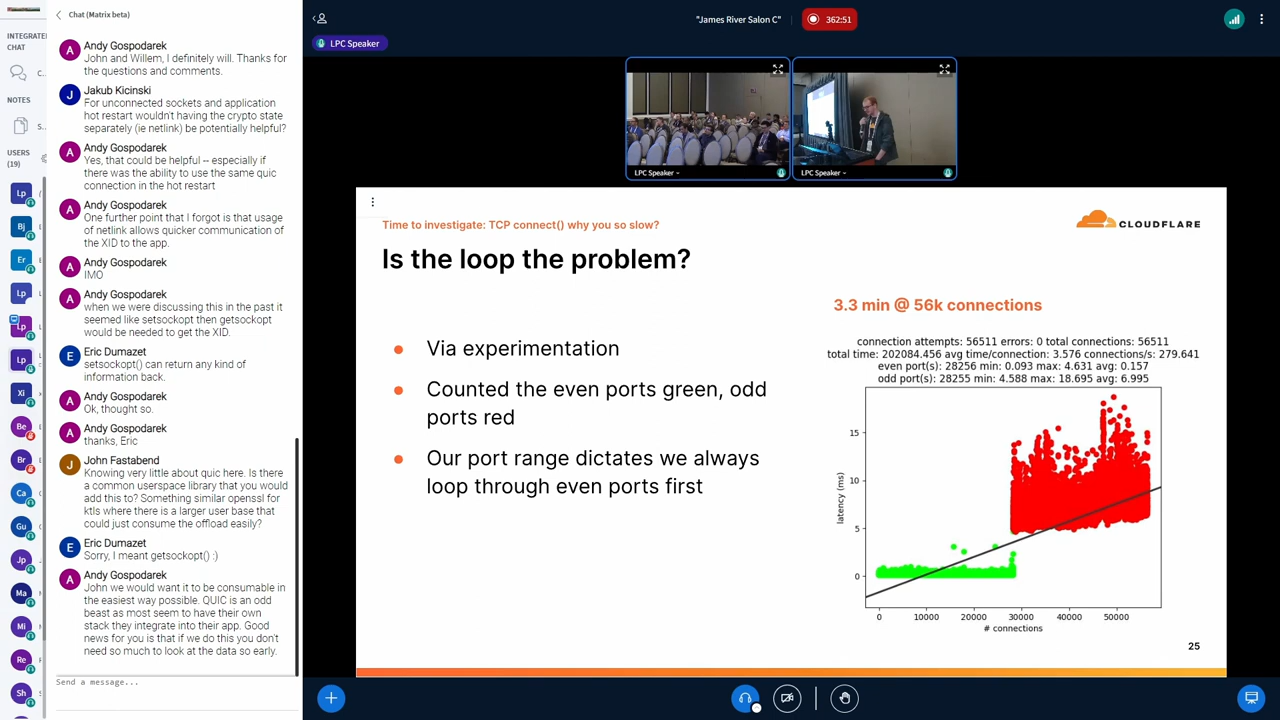 Chat (Matrix beta)
INTEGRATE
CHAT
C..
NOTES
S..
USERS
(19)
Lp
Bj
Er
Lp
Lp
Lp
Xi
Be
Br
Ca
Gu
Jp
Ma
Mi
Re
Sh
A
Andy Gospodarek
John and Willem, I definitely will. Thanks for
the questions and comments.
J
Jakub Kicinski
For unconnected sockets and application
hot restart wouldn't having the crypto state
separately (ie netlink) be potentially helpful?
A
Andy Gospodarek
Yes, that could be helpful -- especially if
there was the ability to use the same quic
connection in the hot restart
A
Andy Gospodarek
One further point that I forgot is that usage
of netlink allows quicker communication of
the XID to the app.
A
Andy Gospodarek
IMO
A
Andy Gospodarek
when we were discussing this in the past it
seemed like setsockopt then getsockopt
would be needed to get the XID.
E
Eric Dumazet
setsockopt() can return any kind of
information back.
A
Andy Gospodarek
Ok, thought so.
A
Andy Gospodarek
thanks, Eric
J
John Fastabend
Knowing very little about quic here. Is there
a common userspace library that you would
add this to? Something similar openssl for
ktls where there is a larger user base that
could just consume the offload easily?
E
Eric Dumazet
Sorry, I meant getsockopt() :)
A
Andy Gospodarek
John we would want it to be consumable in
the easiest way possible. QUIC is an odd
beast as most seem to have their own
stack they integrate into their app. Good
news for you is that if we do this you don't
need so much to look at the data so early.
Send a message...
"James River Salon C"
362:51
LPC Speaker
LPC Speaker
LPC Speaker
Time to investigate: TCP connect() why you so slow?
CLOUDFLARE
Is the loop the problem?
3.3 min @ 56k connections
Via experimentation
Counted the even ports green, odd
ports red
Our port range dictates we always
loop through even ports first
connection attempts: 56511 errors: 0 total connections: 56511
total time: 202084.456 avg time/connection: 3.576 connections/s: 279.641
even port(s): 28256 min: 0.093 max: 4.631 avg: 0.157
odd port(s): 28255 min: 4.588 max: 18.695 avg: 6.995
15
10
5
0
latency (ms)
0 10000 20000 30000 40000 50000
# connections
25